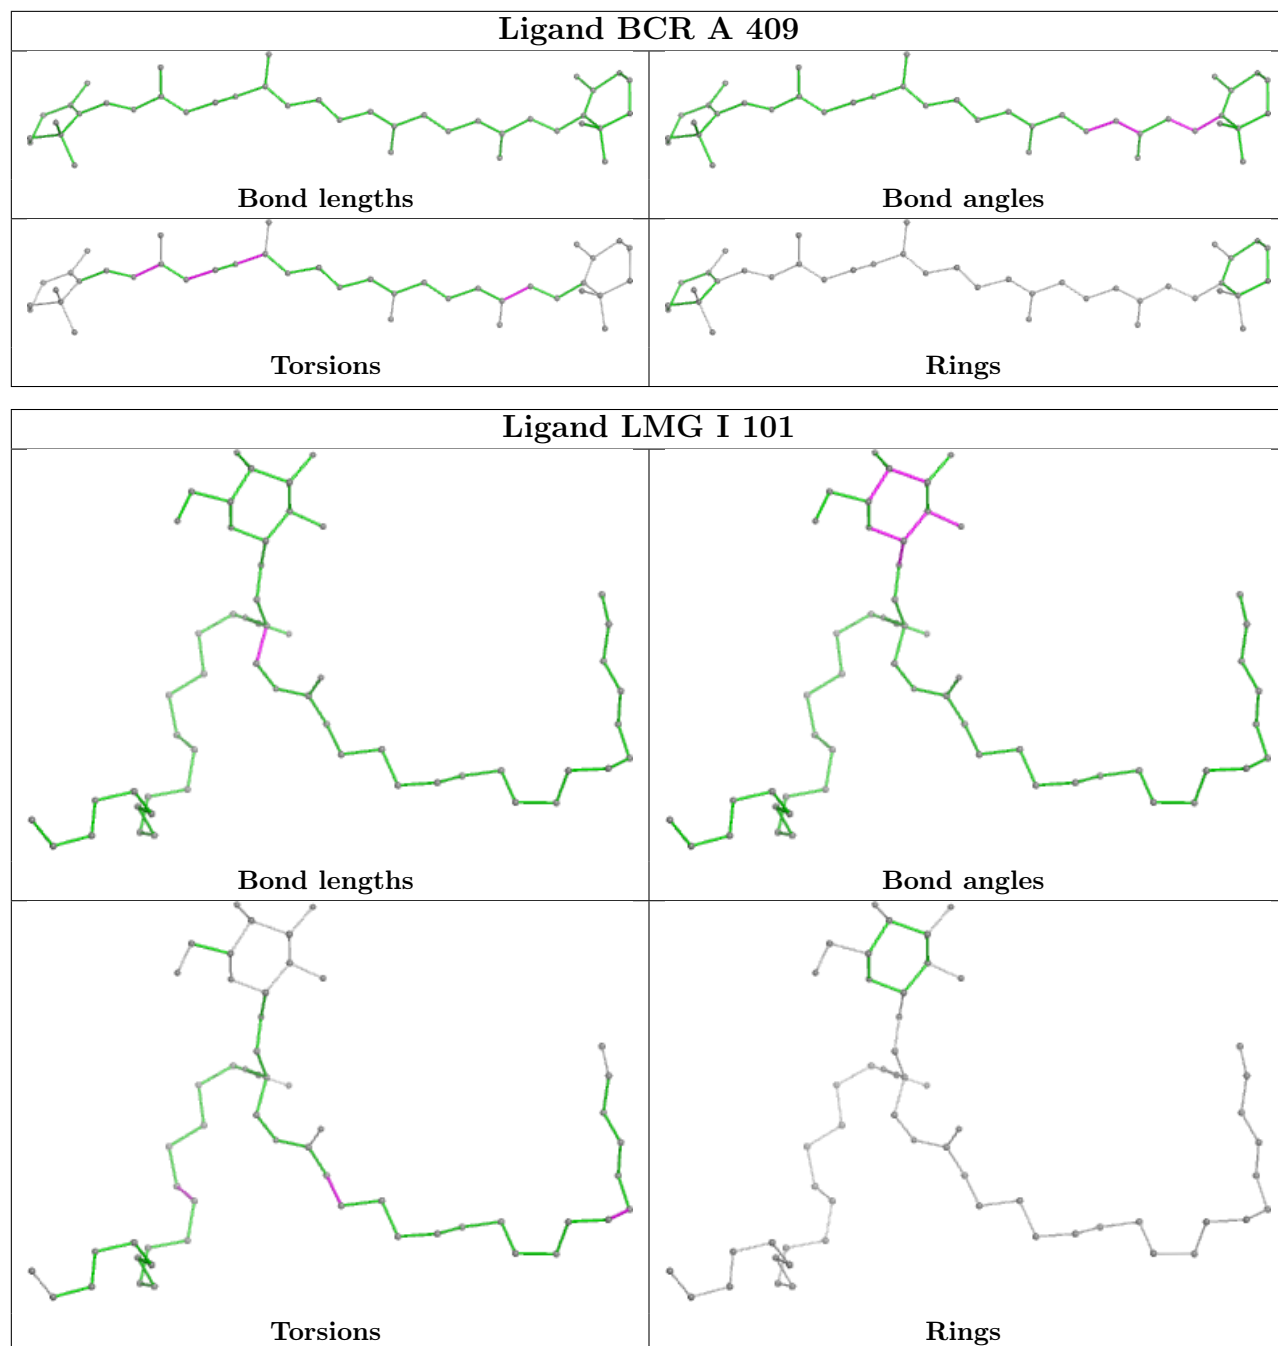 Ligand BCR A 409
Bond lengths
Bond angles
Torsions
Rings
Ligand LMG I 101
Bond lengths
Bond angles
Torsions
Rings